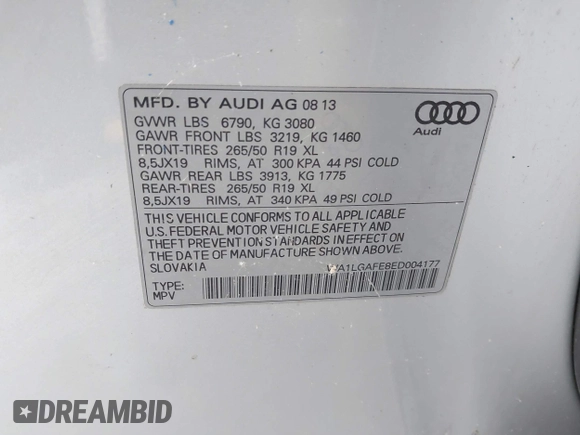 MFD. BY AUDI AG 08 13
GVWR LBS 6790, KG 3080
GAWR FRONT LBS 3219, KG 1460
FRONT-TIRES 265/50 R19 XL
8,5JX19 RIMS, AT 300 KPA 44 PSI COLD
GAWR REAR LBS 3913, KG 1775
REAR-TIRES 265/50 R19 XL
8,5JX19 RIMS, AT 340 KPA 49 PSI COLD
Audi
THIS VEHICLE CONFORMS TO ALL APPLICABLE
U.S. FEDERAL MOTOR VEHICLE SAFETY AND
THEFT PREVENTION STANDARDS IN EFFECT ON
THE DATE OF MANUFACTURE SHOWN ABOVE.
SLOVAKIA WA1LGAFE8ED004177
TYPE:
MPV
DREAMBID